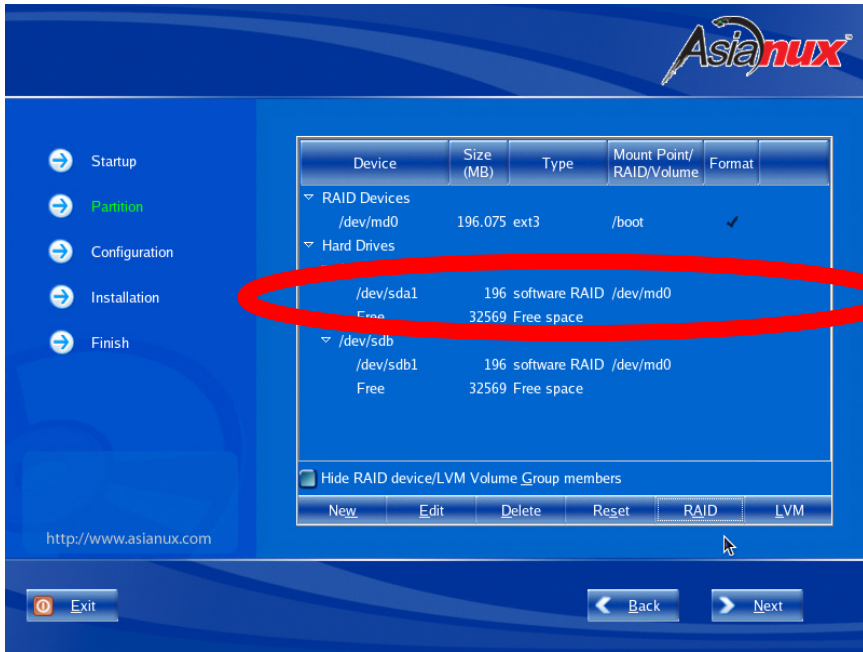 Asianux
Startup
Partition
Configuration
Installation
Finish
http://www.asianux.com
Device Size (MB) Type Mount Point/ RAID/Volume Format
RAID Devices
/dev/md0 196.075 ext3 /boot
Hard Drives
/dev/sda1 196 software RAID /dev/md0
Free 32569 Free space
/dev/sdb
/dev/sdb1 196 software RAID /dev/md0
Free 32569 Free space
Hide RAID device/LVM Volume Group members
New Edit Delete Reset RAID LVM
Exit Back Next